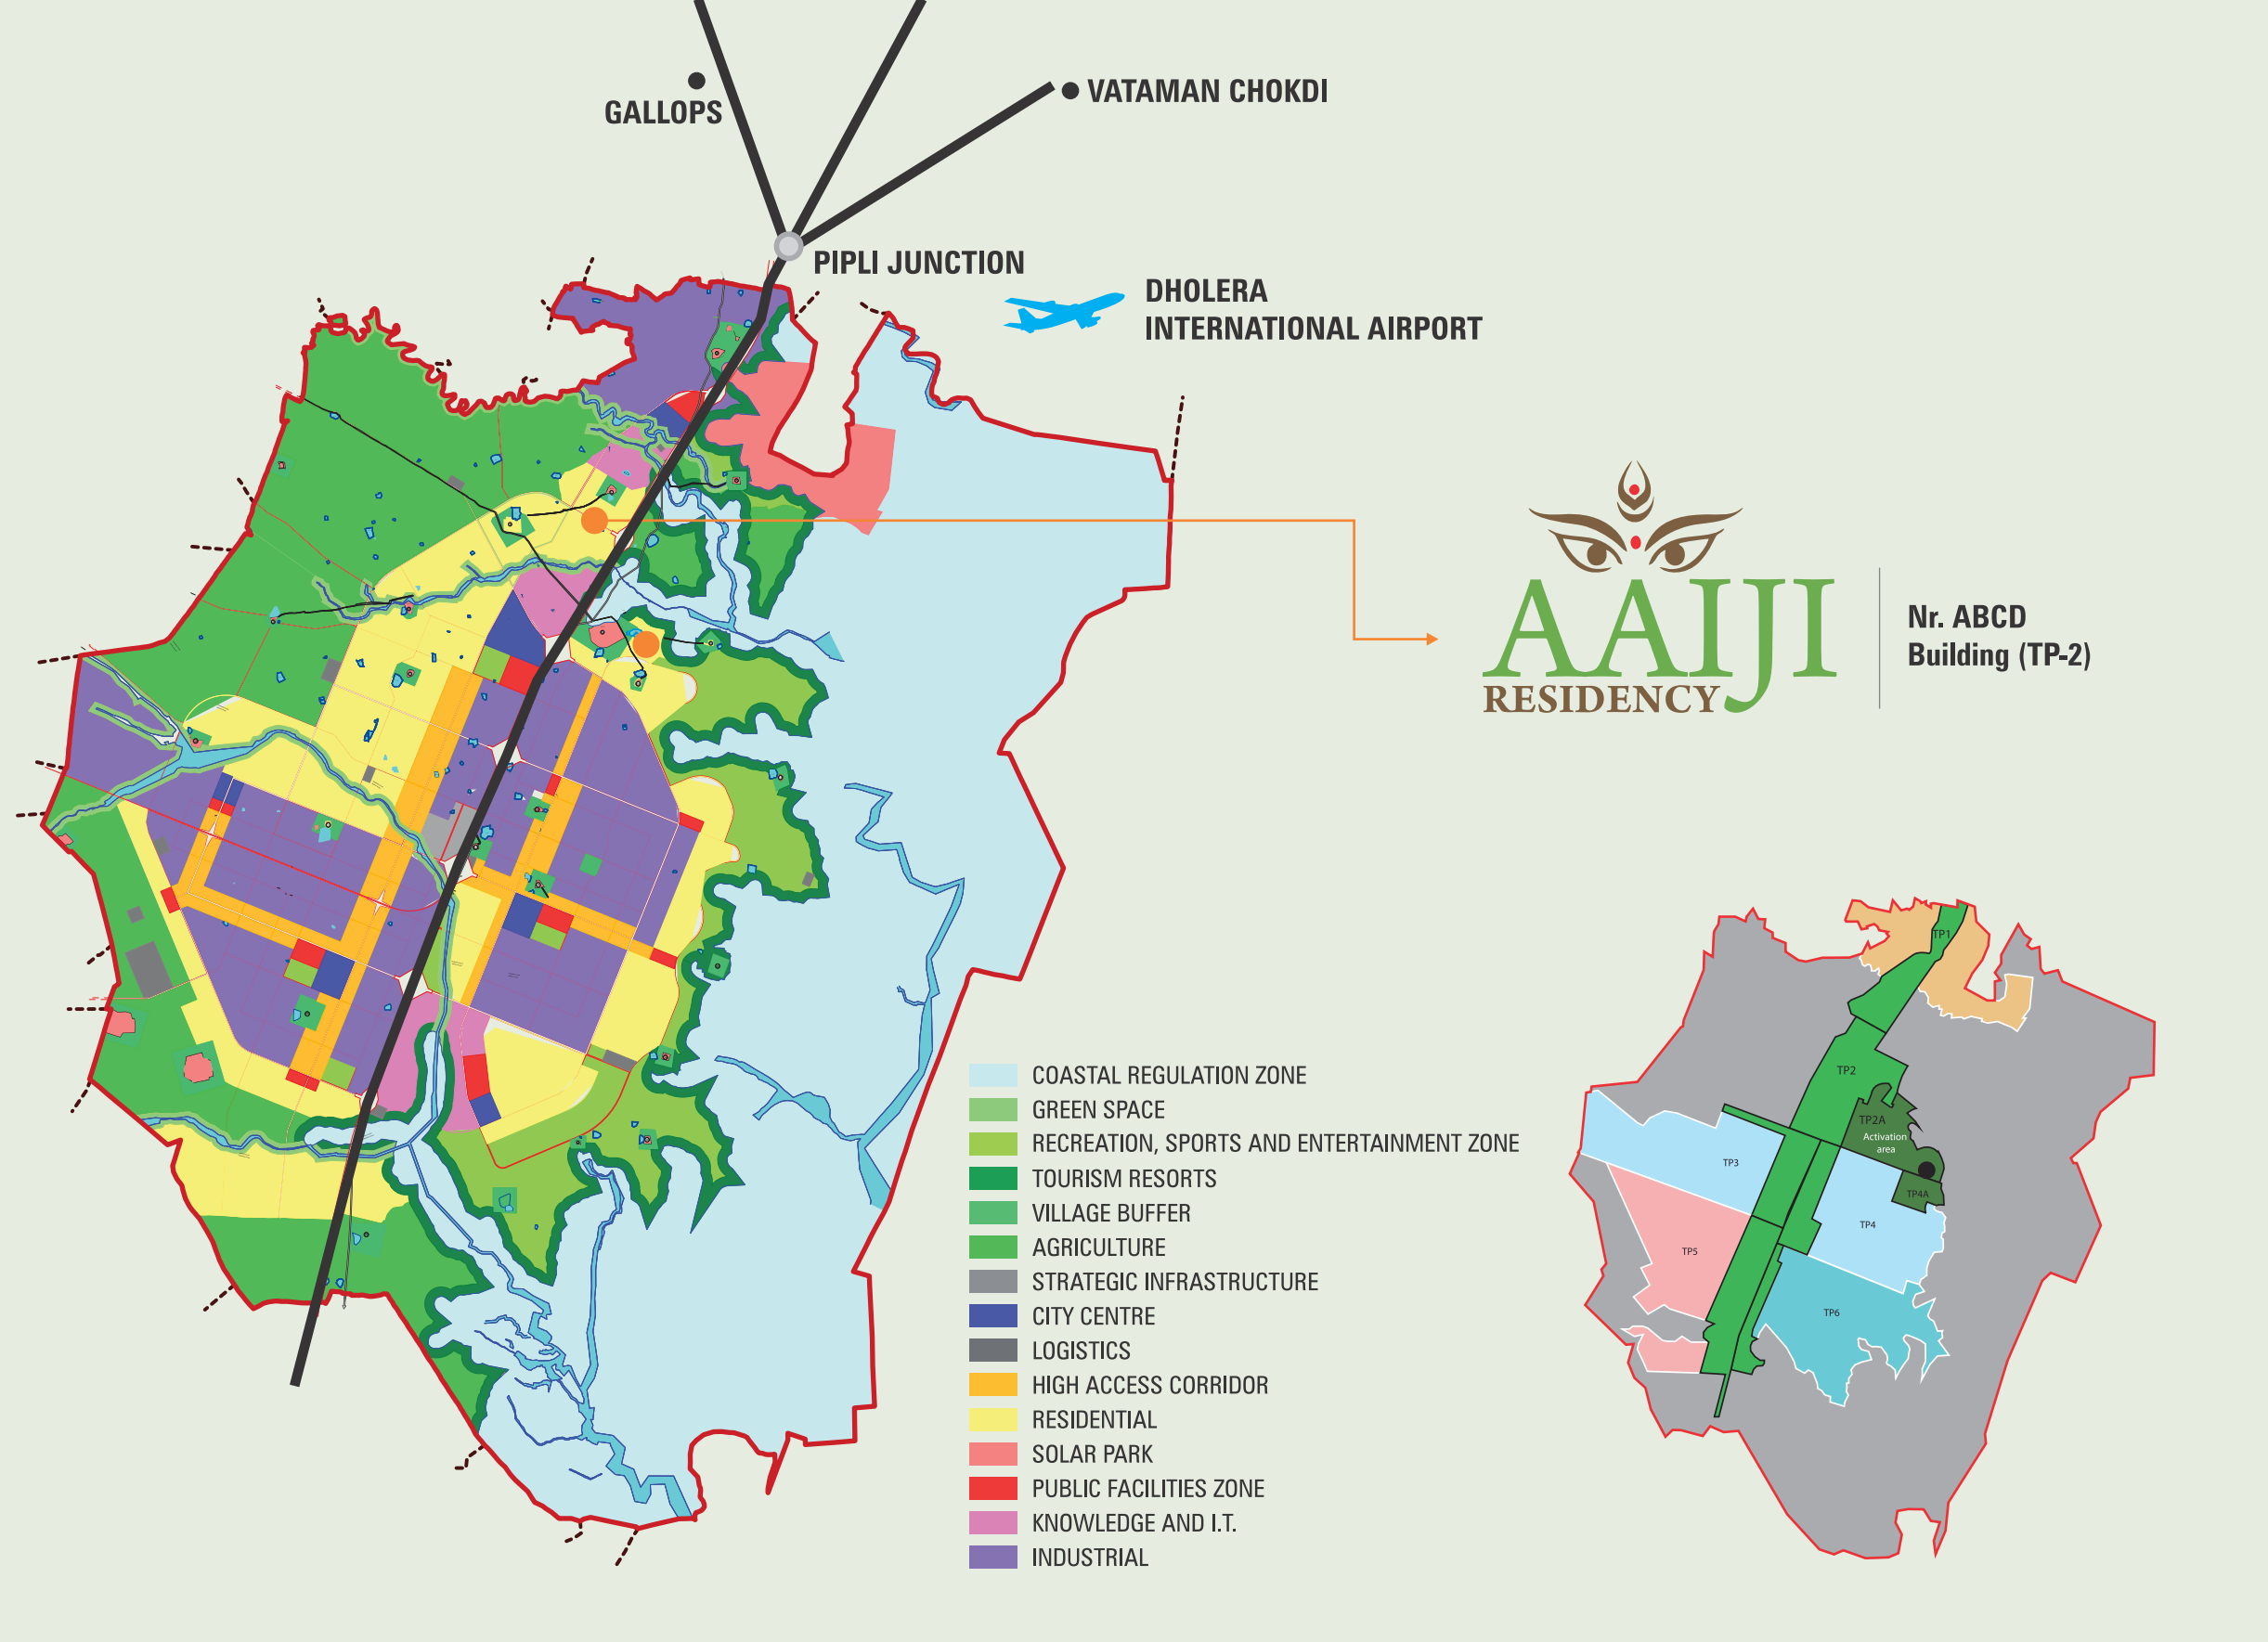 GALLOPS
VATAMAN CHOKDI
PIPLI JUNCTION
DHOLERA
INTERNATIONAL AIRPORT
AAIJI
RESIDENCY
Nr. ABCD
Building (TP-2)
COASTAL REGULATION ZONE
GREEN SPACE
RECREATION, SPORTS AND ENTERTAINMENT ZONE
TOURISM RESORTS
VILLAGE BUFFER
AGRICULTURE
STRATEGIC INFRASTRUCTURE
CITY CENTRE
LOGISTICS
HIGH ACCESS CORRIDOR
RESIDENTIAL
SOLAR PARK
PUBLIC FACILITIES ZONE
KNOWLEDGE AND I.T.
INDUSTRIAL
TP1
TP2
TP2A
Activation
area
TP3
TP4A
TP4
TP5
TP6